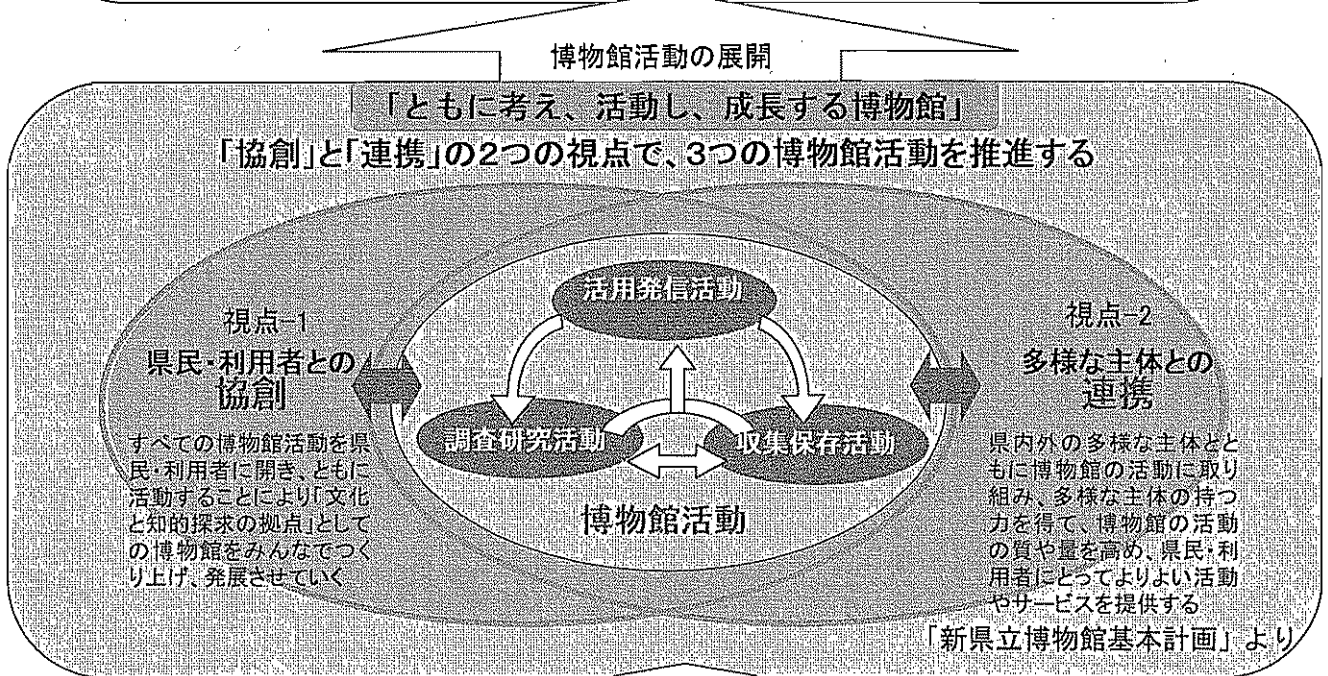 博物館活動の展開
「ともに考え、活動し、成長する博物館」
「協創」と「連携」の2つの視点で、3つの博物館活動を推進する
活用発信活動
視点-1
県民・利用者との
協創
すべての博物館活動を県
民・利用者に開き、ともに
活動することにより「文化
と知的探求の拠点」として
の博物館をみんなでつく
り上げ、発展させていく
調査研究活動
収集保存活動
博物館活動
視点-2
多様な主体との
連携
県内外の多様な主体とと
もに博物館の活動に取り
組み、多様な主体の持つ
力を得て、博物館の活動
の質や量を高め、県民・利
用者にとってよりよい活動
やサービスを提供する
「新県立博物館基本計画」より